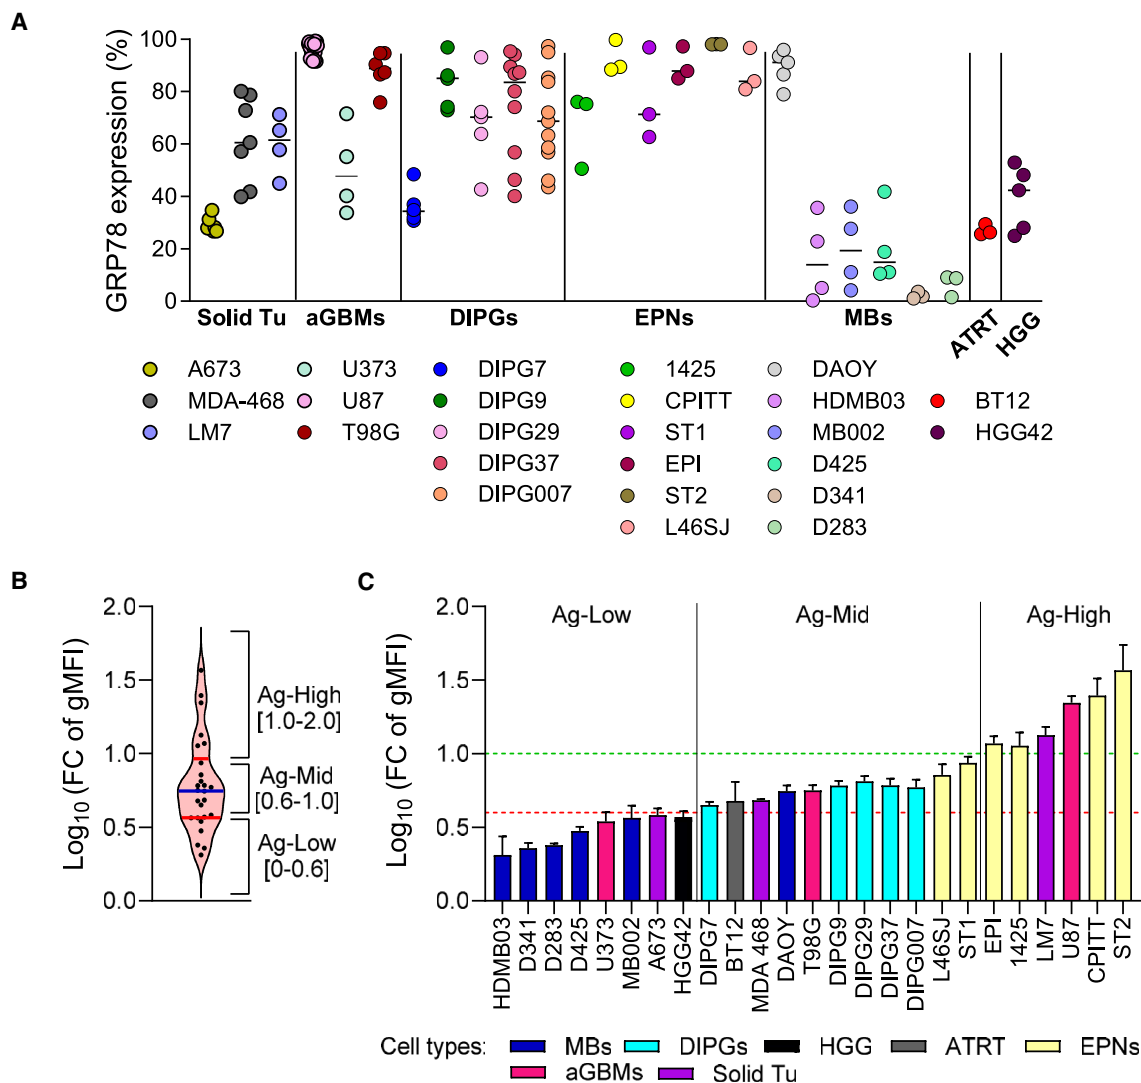 A
GRP78 expression (%)
100
80
60
40
20
0
Solid Tu aGBMs DIPGs EPNs MBs ATRT HGG
A673 U373 DIPG7 1425 DAOY
MDA-468 U87 DIPG9 CPITT HDMB03 BT12
LM7 T98G DIPG29 ST1 MB002 HGG42
DIPG37 EPI D425
DIPG007 ST2 D341
L46SJ D283
B
Log10 (FC of gMFI)
2.0
1.5
1.0
0.5
0.0
Ag-High
[1.0-2.0]
Ag-Mid
[0.6-1.0]
Ag-Low
[0-0.6]
C
Log10 (FC of gMFI)
2.0
1.5
1.0
0.5
0.0
Ag-Low Ag-Mid Ag-High
HDMB03
D341
D283
D425
U373
MB002
A673
HGG42
DIPG7
BT12
MDA 468
DAOY
T98G
DIPG9
DIPG29
DIPG37
DIPG007
L46SJ
ST1
EPI
1425
LM7
U87
CPITT
ST2
Cell types: MBs DIPGs HGG ATRT EPNs
aGBMs Solid Tu